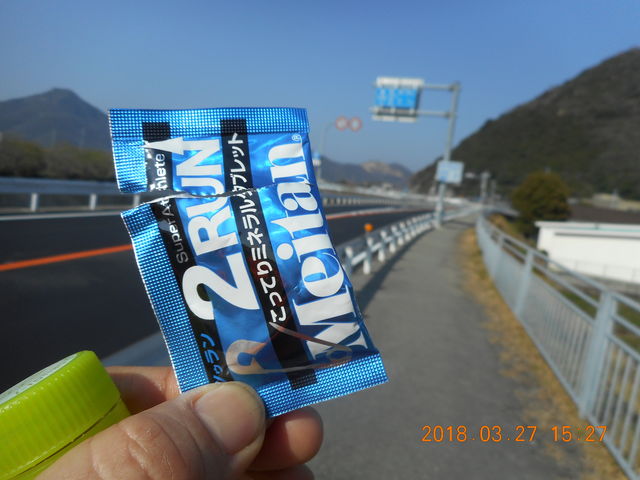 Super Athlete
2RUN
こってりミネラルタブレット
Meitan®
2018.03.27 15:27